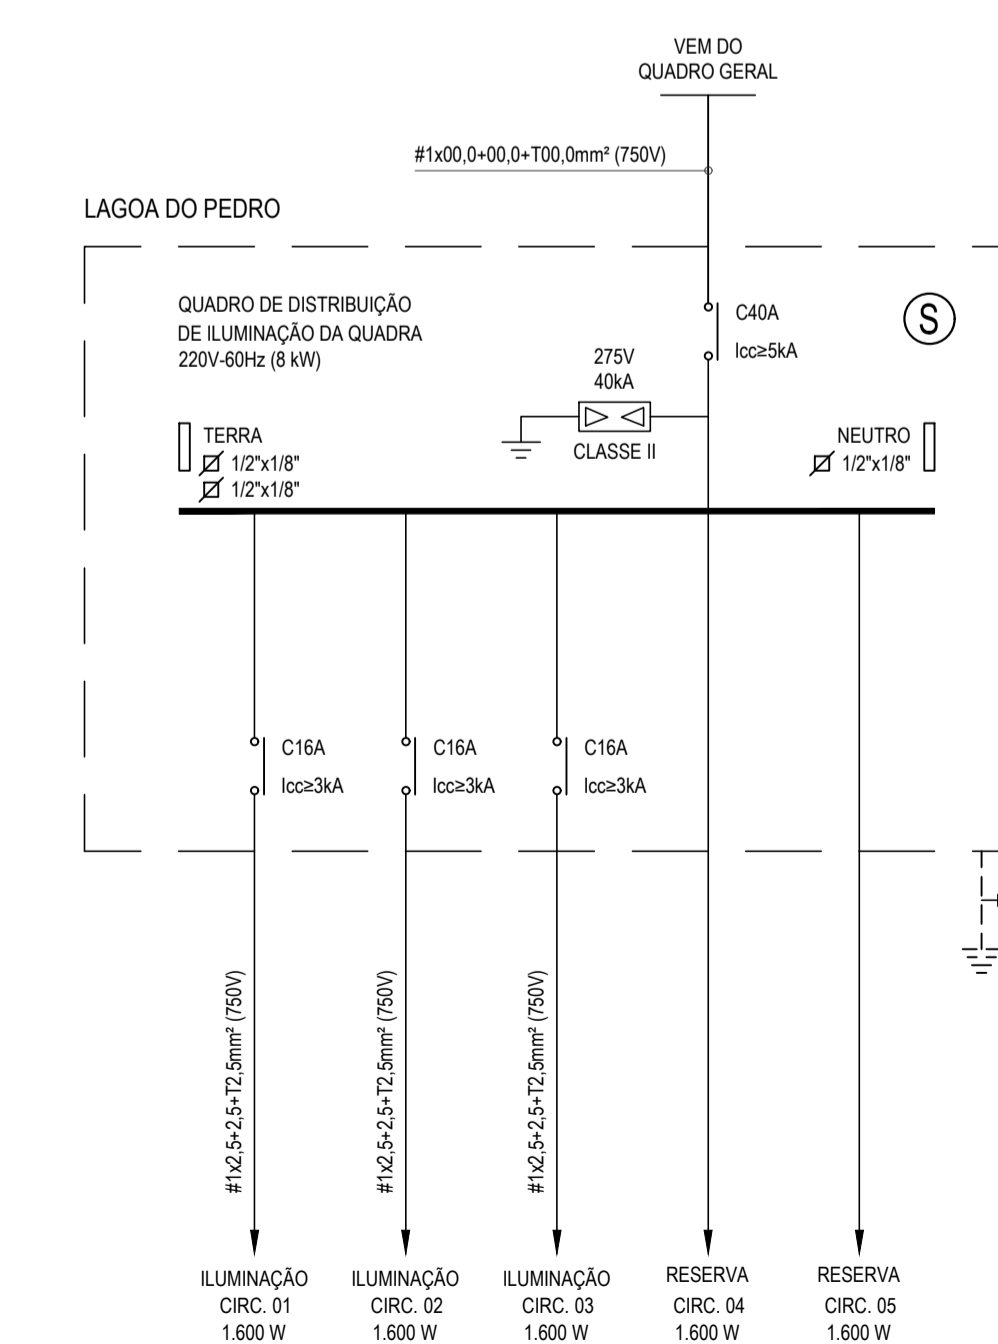 VEM DO
QUADRO GERAL
#1x00,0+00,0+T00,0mm² (750V)
LAGOA DO PEDRO
QUADRO DE DISTRIBUIÇÃO
DE ILUMINAÇÃO DA QUADRA
220V-60Hz (8 kW)
C40A
Icc≥5kA
S
275V
40kA
CLASSE II
TERRA
1/2"x1/8"
1/2"x1/8"
NEUTRO
1/2"x1/8"
C16A
Icc≥3kA
C16A
Icc≥3kA
C16A
Icc≥3kA
#1x2,5+2,5+T2,5mm² (750V)
#1x2,5+2,5+T2,5mm² (750V)
#1x2,5+2,5+T2,5mm² (750V)
ILUMINAÇÃO
CIRC. 01
1.600 W
ILUMINAÇÃO
CIRC. 02
1.600 W
ILUMINAÇÃO
CIRC. 03
1.600 W
RESERVA
CIRC. 04
1.600 W
RESERVA
CIRC. 05
1.600 W